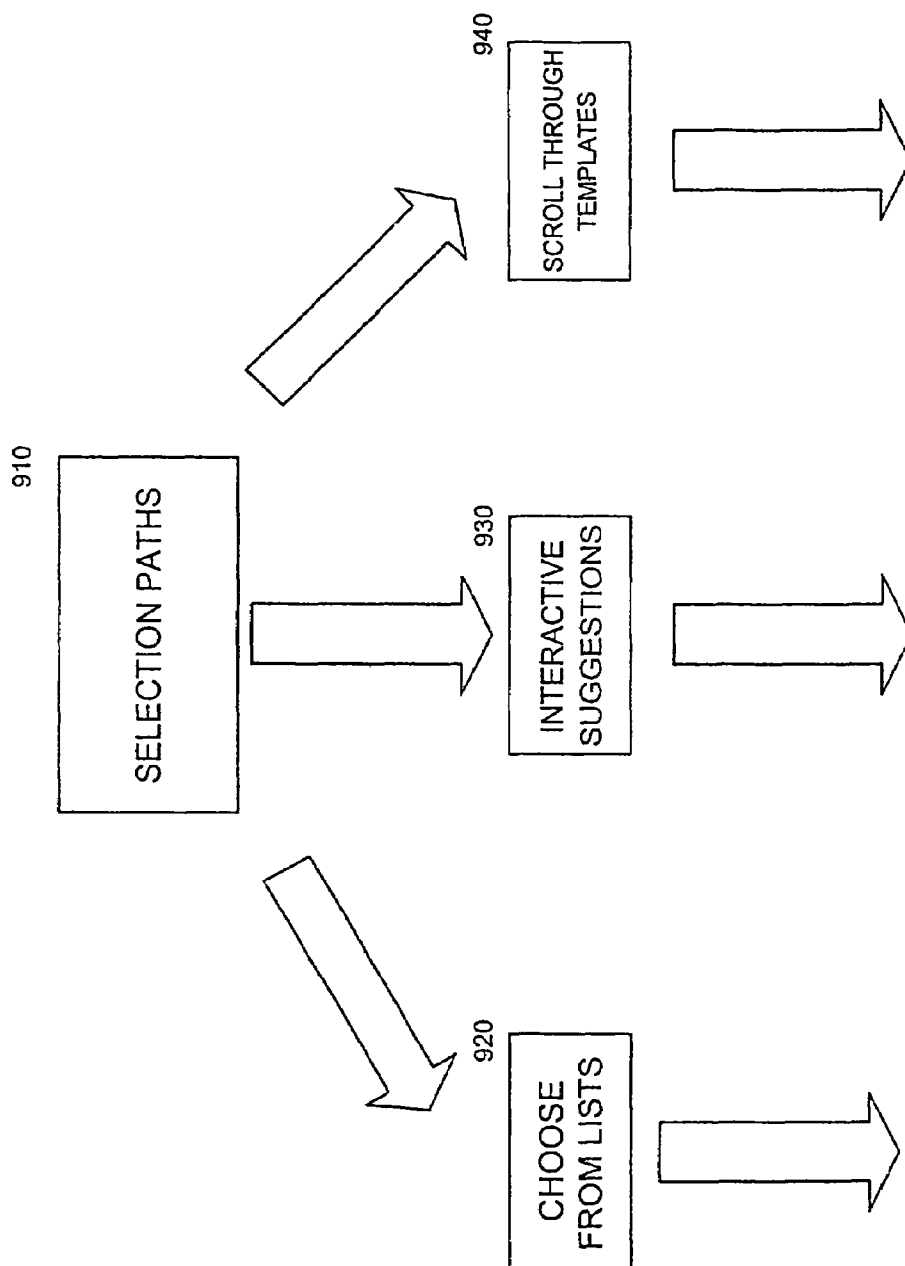 910
SELECTION PATHS
920
CHOOSE
FROM LISTS
930
INTERACTIVE
SUGGESTIONS
940
SCROLL THROUGH
TEMPLATES